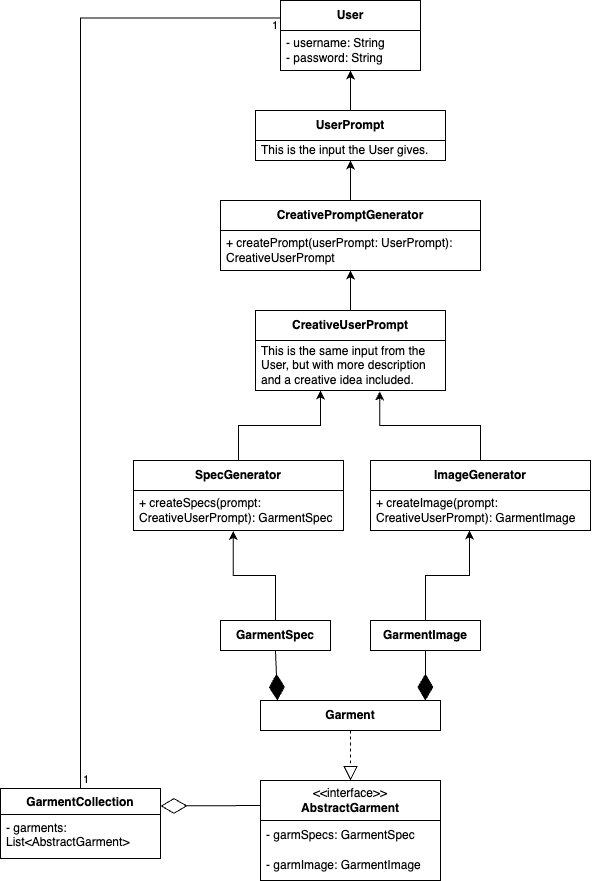 User
1
- username: String
- password: String
UserPrompt
This is the input the User gives.
CreativePromptGenerator
+ createPrompt(userPrompt: UserPrompt):
CreativeUserPrompt
CreativeUserPrompt
This is the same input from the
User, but with more description
and a creative idea included.
SpecGenerator
+ createSpecs(prompt:
CreativeUserPrompt): GarmentSpec
ImageGenerator
+ createImage(prompt:
CreativeUserPrompt): GarmentImage
GarmentSpec
GarmentImage
Garment
1
GarmentCollection
- garments:
List<AbstractGarment>
<<interface>>
AbstractGarment
- garmSpecs: GarmentSpec
- garmImage: GarmentImage